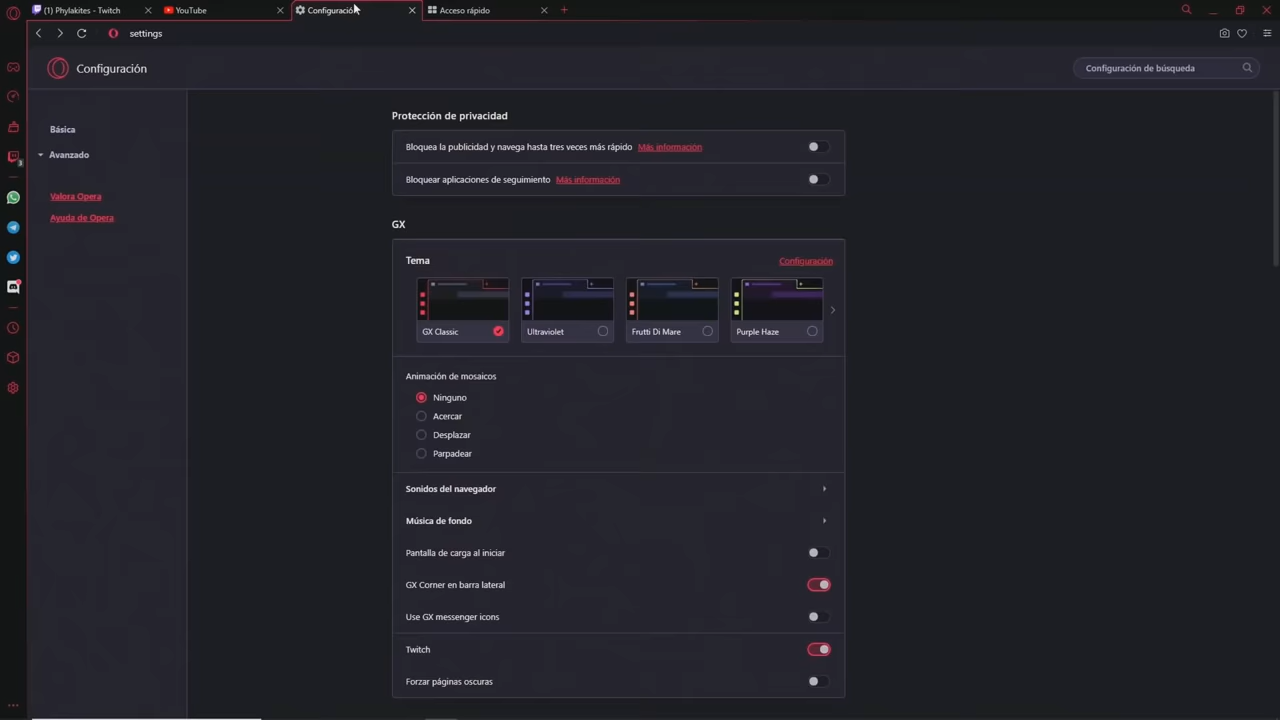 (1) Phylakites - Twitch
YouTube
Configuración
Acceso rápido
settings
Configuración
Configuración de búsqueda
Básica
Avanzado
Valora Opera
Ayuda de Opera
Protección de privacidad
Bloquea la publicidad y navega hasta tres veces más rápido Más información
Bloquear aplicaciones de seguimiento Más información
GX
Tema
Configuración
GX Classic
Ultraviolet
Frutti Di Mare
Purple Haze
Animación de mosaicos
Ninguno
Acercar
Desplazar
Parpadear
Sonidos del navegador
Música de fondo
Pantalla de carga al iniciar
GX Corner en barra lateral
Use GX messenger icons
Twitch
Forzar páginas oscuras